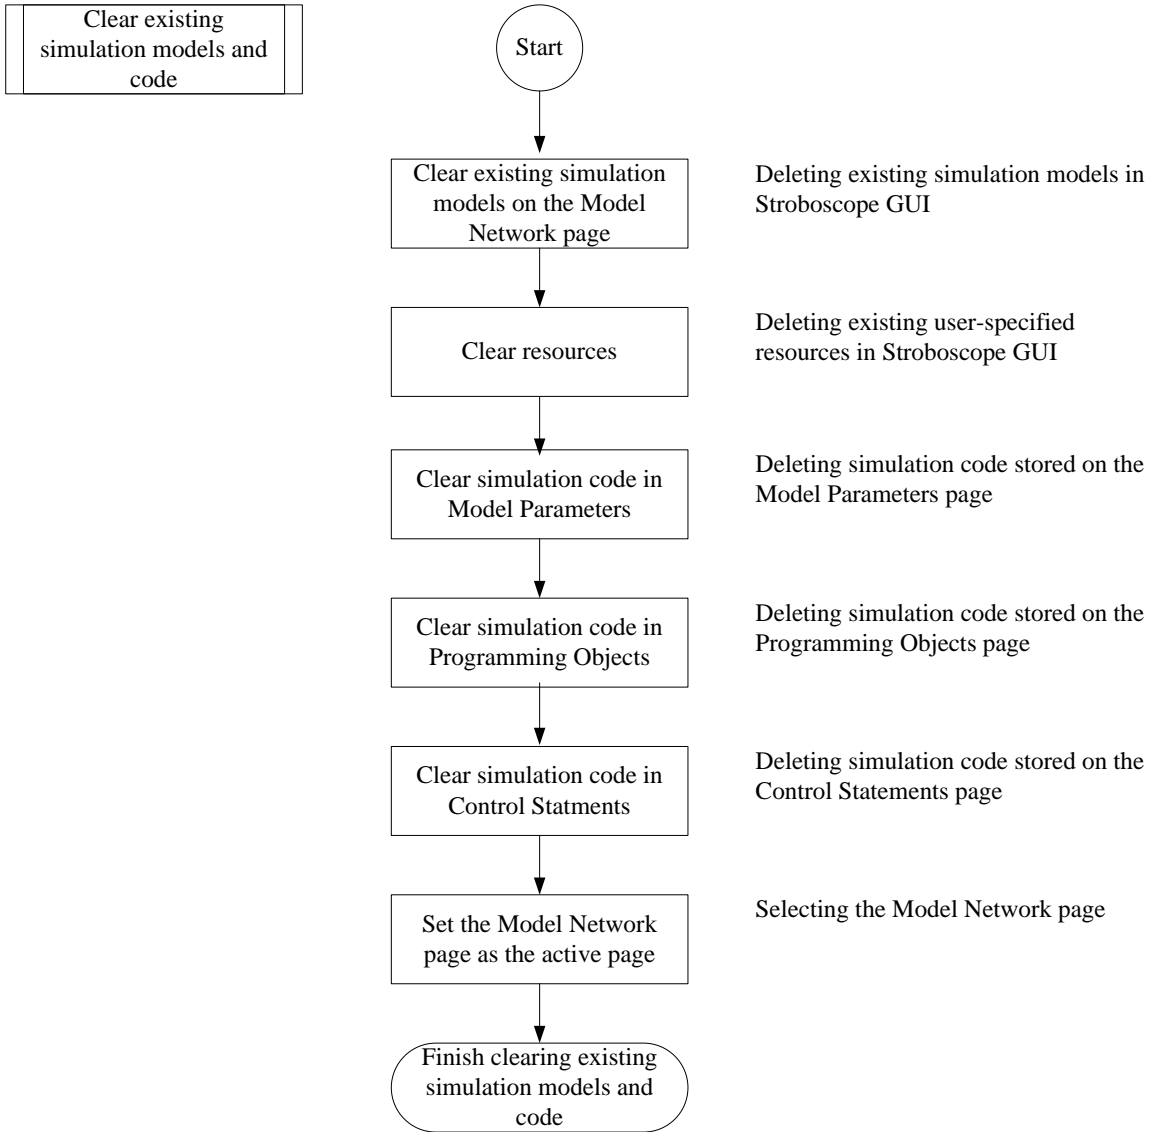 Clear existing
simulation models and
code
Start
Clear existing simulation
models on the Model
Network page
Deleting existing simulation models in
Stroboscope GUI
Clear resources
Deleting existing user-specified
resources in Stroboscope GUI
Clear simulation code in
Model Parameters
Deleting simulation code stored on the
Model Parameters page
Clear simulation code in
Programming Objects
Deleting simulation code stored on the
Programming Objects page
Clear simulation code in
Control Statments
Deleting simulation code stored on the
Control Statements page
Set the Model Network
page as the active page
Selecting the Model Network page
Finish clearing existing
simulation models and
code